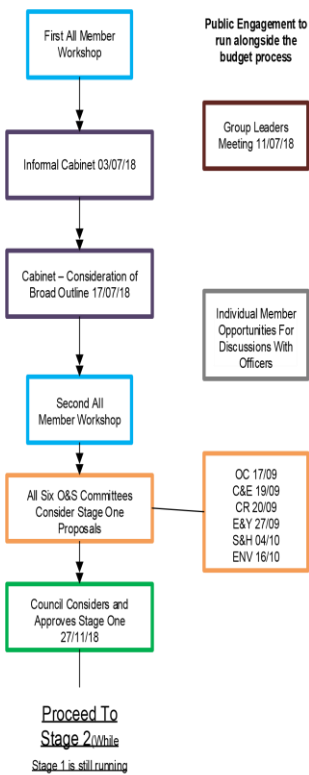 First All Member
Workshop
Public Engagement to
run alongside the
budget process
Informal Cabinet 03/07/18
Group Leaders
Meeting 11/07/18
Cabinet – Consideration of
Broad Outline 17/07/18
Individual Member
Opportunities For
Discussions With
Officers
Second All
Member Workshop
All Six O&S Committees
Consider Stage One
Proposals
OC 17/09
C&E 19/09
CR 20/09
E&Y 27/09
S&H 04/10
ENV 16/10
Council Considers and
Approves Stage One
27/11/18
Proceed To
Stage 2(While
Stage 1 is still running